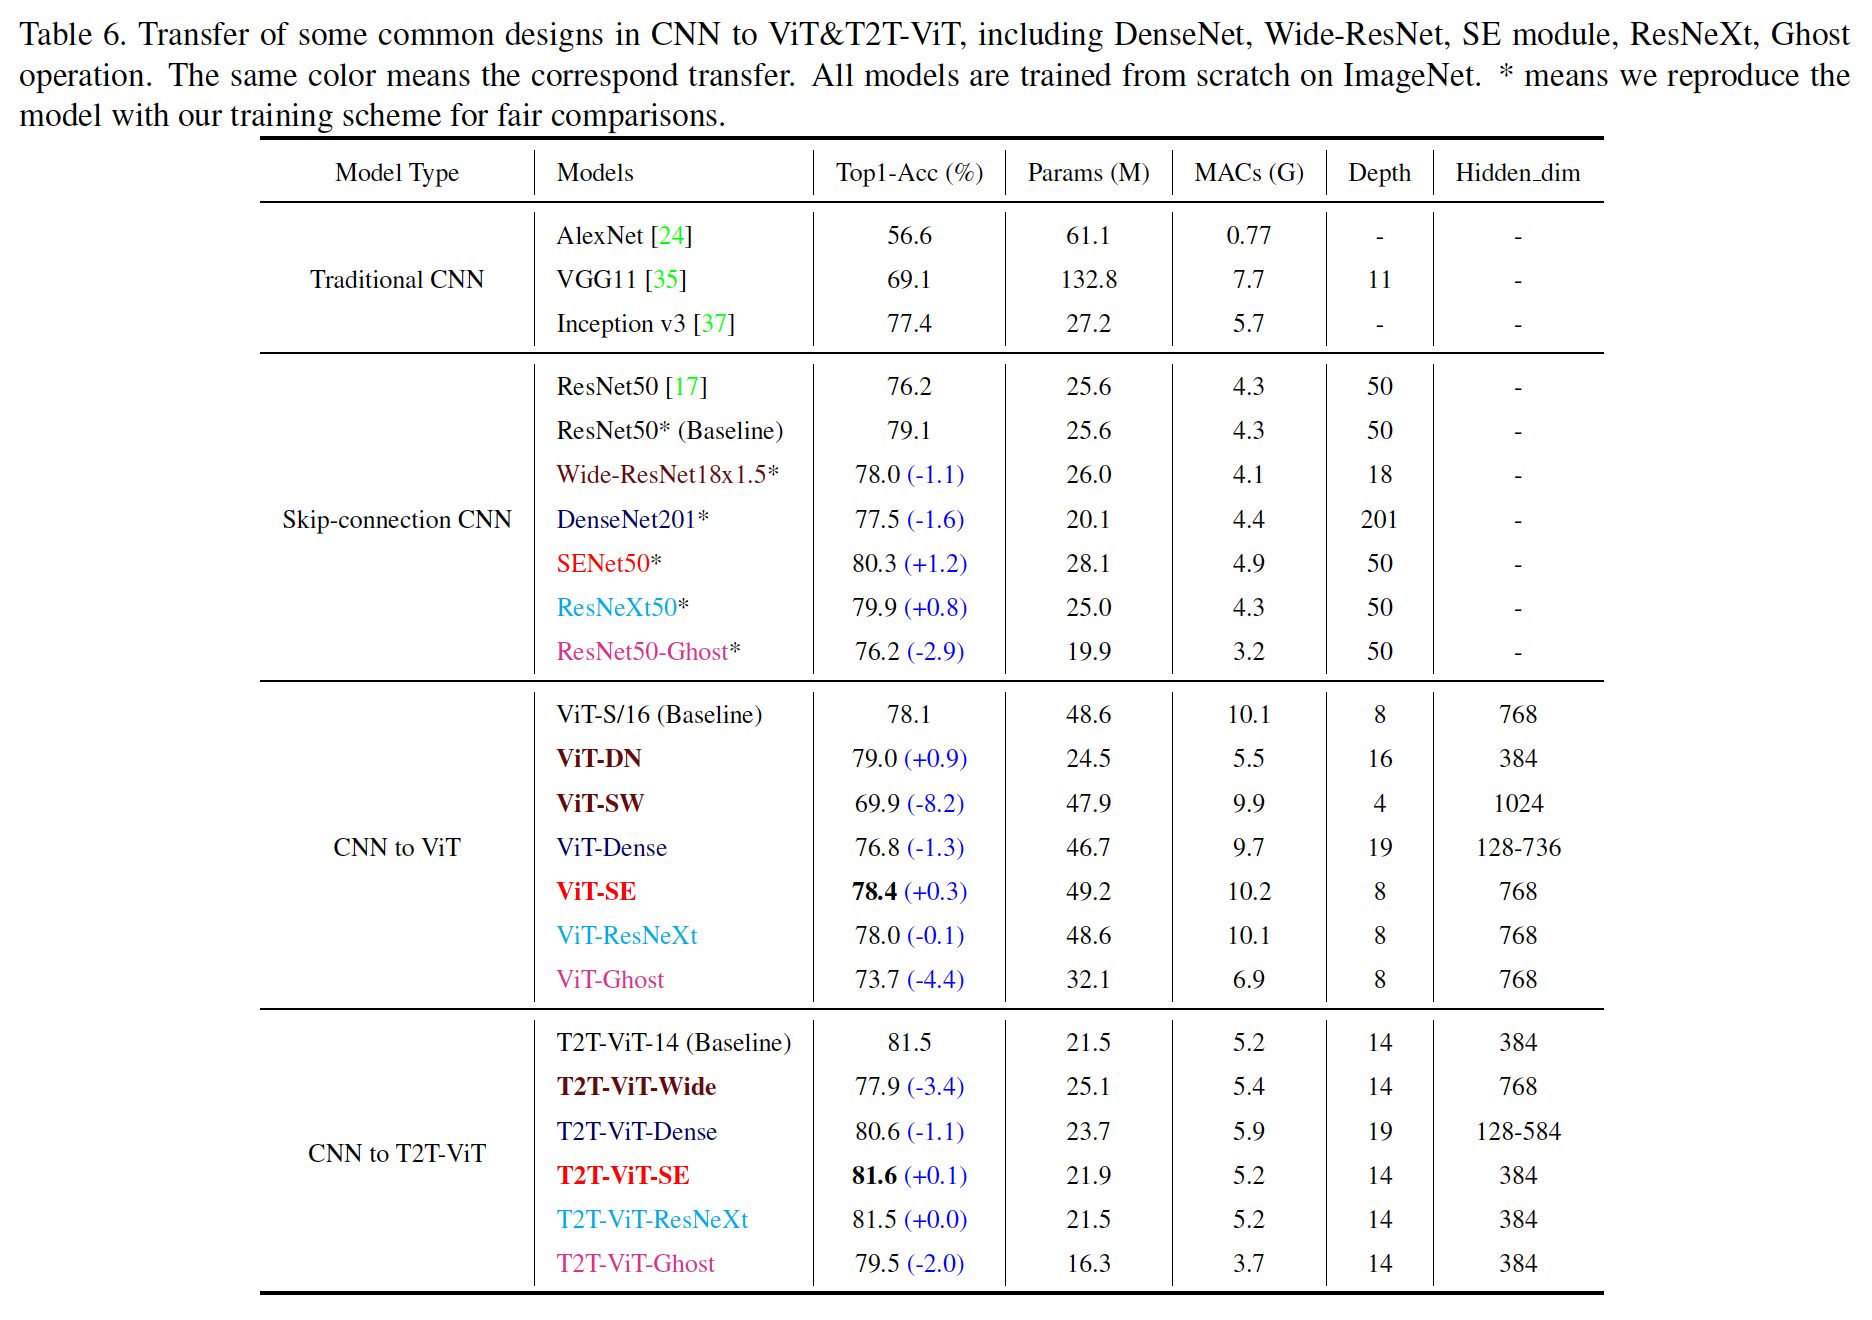 Table 6. Transfer of some common designs in CNN to ViT&T2T-ViT, including DenseNet, Wide-ResNet, SE module, ResNeXt, Ghost
operation. The same color means the correspond transfer. All models are trained from scratch on ImageNet. * means we reproduce the
model with our training scheme for fair comparisons.
Model Type Models Top1-Acc (%) Params (M) MACs (G) Depth Hidden_dim
AlexNet [24] 56.6 61.1 0.77 - -
Traditional CNN VGG11 [35] 69.1 132.8 7.7 11 -
Inception v3 [37] 77.4 27.2 5.7 - -
ResNet50 [17] 76.2 25.6 4.3 50 -
ResNet50* (Baseline) 79.1 25.6 4.3 50 -
Wide-ResNet18x1.5* 78.0 (-1.1) 26.0 4.1 18 -
Skip-connection CNN DenseNet201* 77.5 (-1.6) 20.1 4.4 201 -
SENet50* 80.3 (+1.2) 28.1 4.9 50 -
ResNeXt50* 79.9 (+0.8) 25.0 4.3 50 -
ResNet50-Ghost* 76.2 (-2.9) 19.9 3.2 50 -
ViT-S/16 (Baseline) 78.1 48.6 10.1 8 768
ViT-DN 79.0 (+0.9) 24.5 5.5 16 384
ViT-SW 69.9 (-8.2) 47.9 9.9 4 1024
CNN to ViT ViT-Dense 76.8 (-1.3) 46.7 9.7 19 128-736
ViT-SE 78.4 (+0.3) 49.2 10.2 8 768
ViT-ResNeXt 78.0 (-0.1) 48.6 10.1 8 768
ViT-Ghost 73.7 (-4.4) 32.1 6.9 8 768
T2T-ViT-14 (Baseline) 81.5 21.5 5.2 14 384
T2T-ViT-Wide 77.9 (-3.4) 25.1 5.4 14 768
T2T-ViT-Dense 80.6 (-1.1) 23.7 5.9 19 128-584
CNN to T2T-ViT T2T-ViT-SE 81.6 (+0.1) 21.9 5.2 14 384
T2T-ViT-ResNeXt 81.5 (+0.0) 21.5 5.2 14 384
T2T-ViT-Ghost 79.5 (-2.0) 16.3 3.7 14 384